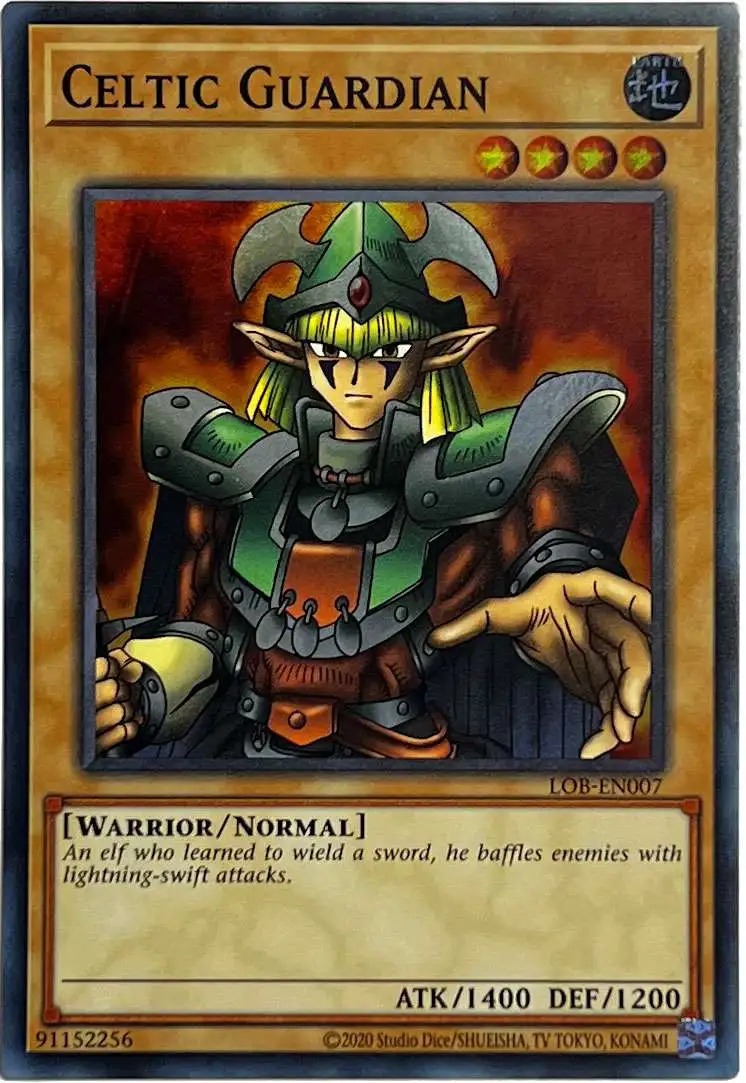 CELTIC GUARDIAN
EARTH
地
LOB-EN007
[WARRIOR/NORMAL]
An elf who learned to wield a sword, he baffles enemies with
lightning-swift attacks.
ATK/1400 DEF/1200
91152256
©2020 Studio Dice/SHUEISHA, TV TOKYO, KONAMI